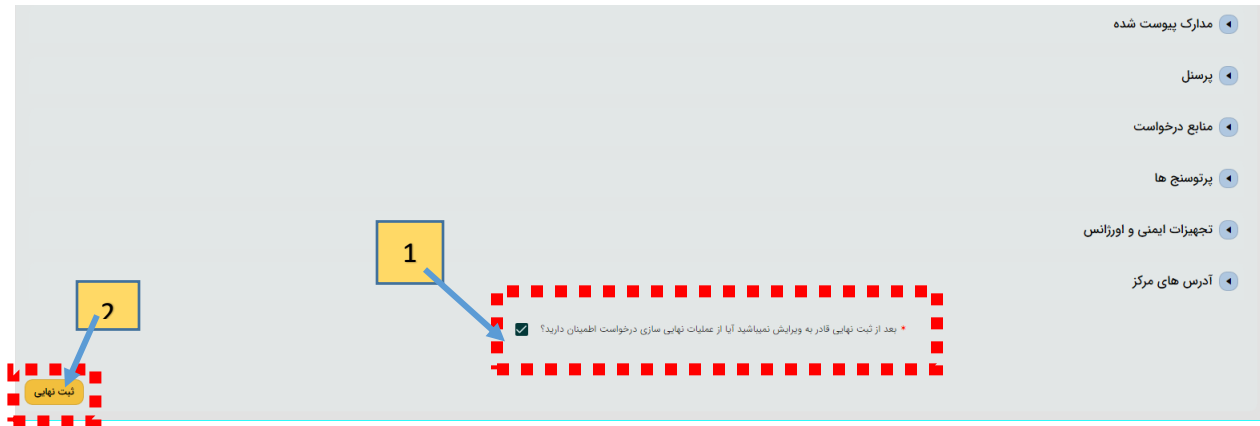 مدارک پیوست شده
پرسنل
منابع درخواست
پرتوسنج ها
تجهیزات ایمنی و اورژانس
آدرس های مرکز
1
* بعد از ثبت نهایی قادر به ویرایش نمیباشید آیا از عملیات نهایی سازی درخواست اطمینان دارید؟
2
ثبت نهایی